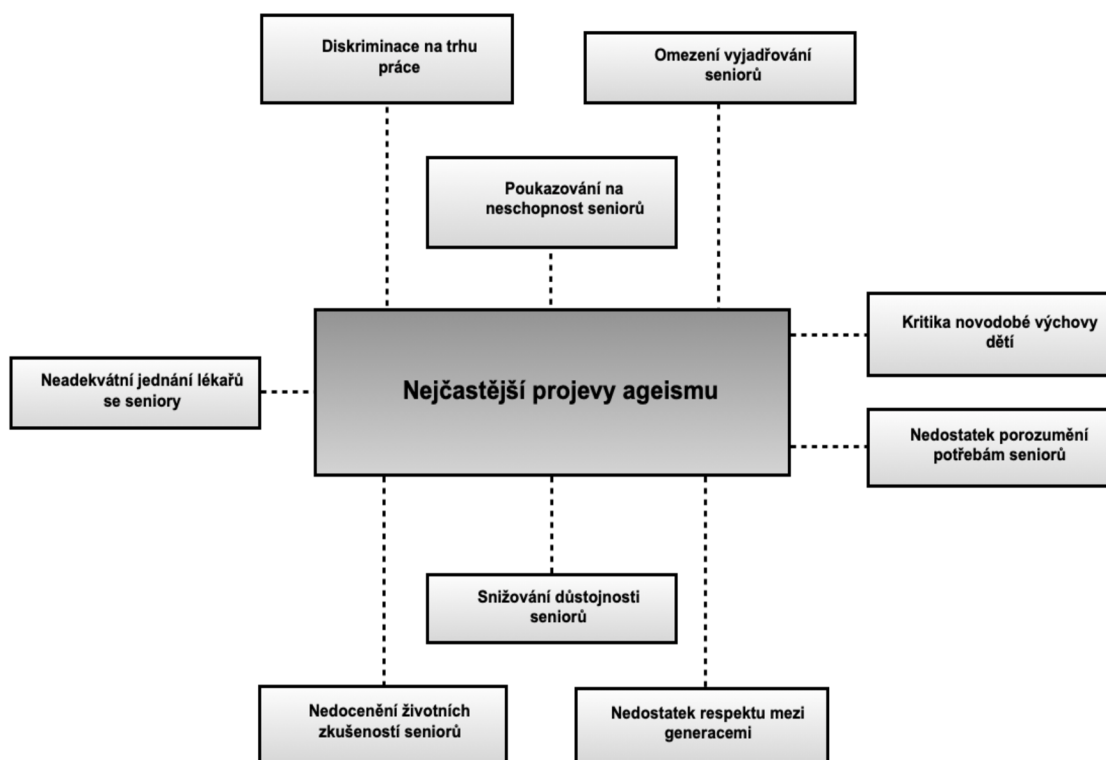 Diskriminace na trhu
práce
Omezení vyjadřování
seniorů
Poukazování na
neschopnost seniorů
Kritika novodobé výchovy
dětí
Neadekvátní jednání lékařů
se seniory
Nejčastější projevy ageismu
Nedostatek porozumění
potřebám seniorů
Snižování důstojnosti
seniorů
Nedocenění životních
zkušeností seniorů
Nedostatek respektu mezi
generacemi